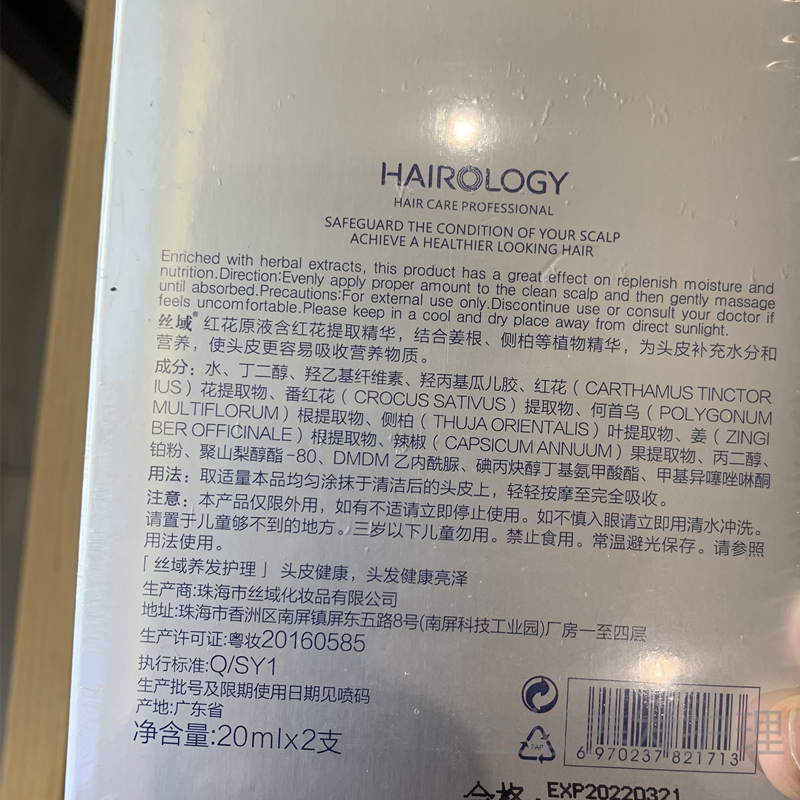 HAIROLOGY
HAIR CARE PROFESSIONAL
SAFEGUARD THE CONDITION OF YOUR SCALP
ACHIEVE A HEALTHIER LOOKING HAIR
Enriched with herbal extracts, this product has a great effect on replenish moisture and
nutrition.Direction:Evenly apply proper amount to the clean scalp and then gently massage
until absorbed.Precautions:For external use only.Discontinue use or consult your doctor if
feels uncomfortable.Please keep in a cool and dry place away from direct sunlight.
丝域® 红花原液含红花提取精华，结合姜根、侧柏等植物精华，为头皮补充水分和
营养，使头皮更容易吸收营养物质。
成分：水、丁二醇、羟乙基纤维素、羟丙基瓜儿胶、红花（CARTHAMUS TINCTOR
IUS）花提取物、番红花（CROCUS SATIVUS）提取物、何首乌（POLYGONUM
MULTIFLORUM）根提取物、侧柏（THUJA ORIENTALIS）叶提取物、姜（ZINGI
BER OFFICINALE）根提取物、辣椒（CAPSICUM ANNUUM）果提取物、丙二醇、
铂粉、聚山梨醇酯-80、DMDM 乙内酰脲、碘丙炔醇丁基氨甲酸酯、甲基异噻唑啉酮
用法：取适量本品均匀涂抹于清洁后的头皮上，轻轻按摩至完全吸收。
注意：本产品仅限外用，如有不适请立即停止使用。如不慎入眼请立即用清水冲洗。
请置于儿童够不到的地方。三岁以下儿童勿用。禁止食用。常温避光保存。请参照
用法使用。
「丝域养发护理」头皮健康，头发健康亮泽
生产商:珠海市丝域化妆品有限公司
地址:珠海市香洲区南屏镇屏东五路8号(南屏科技工业园)厂房一至四层
生产许可证:粤妆20160585
执行标准:Q/SY1
生产批号及限期使用日期见喷码
产地:广东省
净含量:20mlx2支
PAP
6 970237 821713
合格 : EXP20220321
理